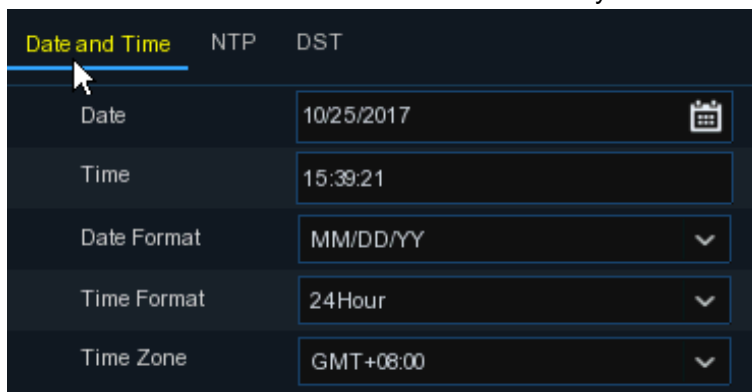 Date and Time NTP DST
Date 10/25/2017
Time 15:39:21
Date Format MM/DD/YY
Time Format 24Hour
Time Zone GMT+08:00